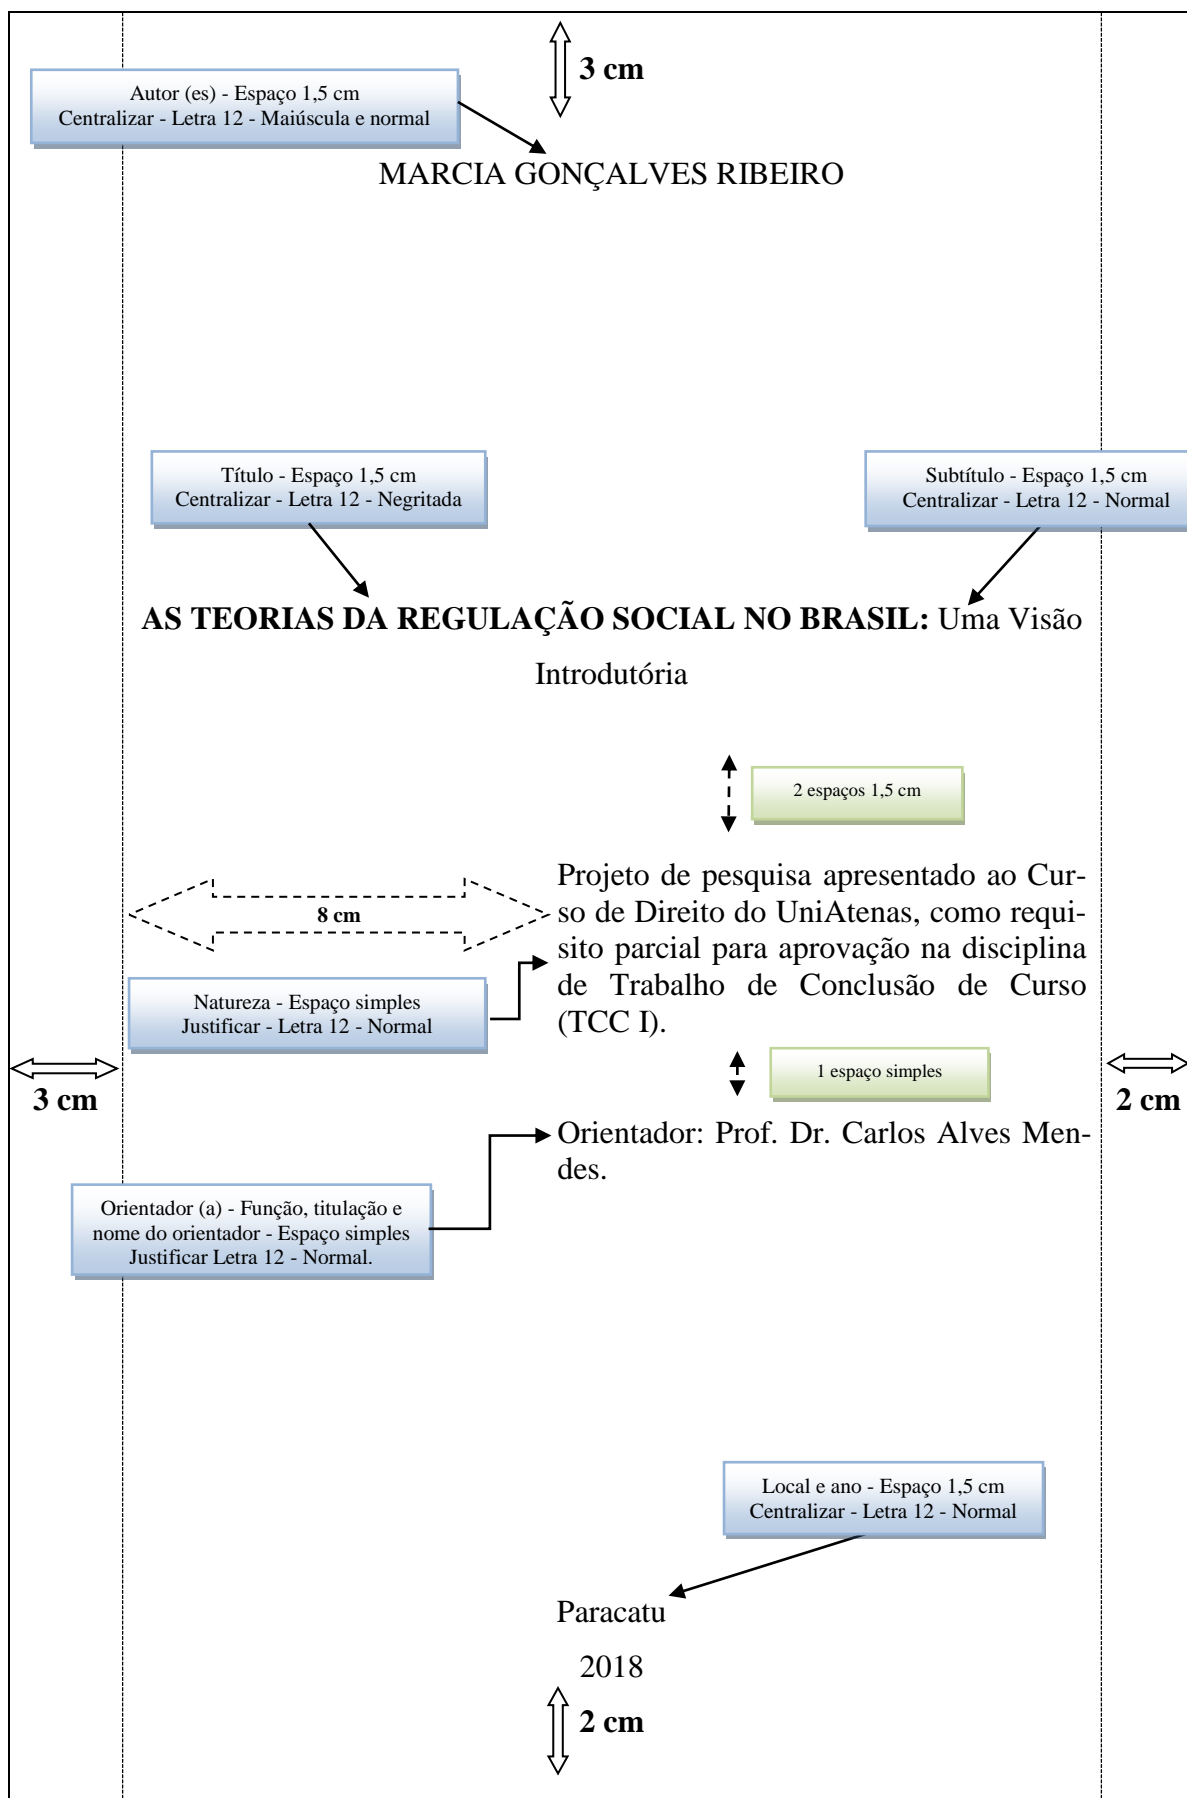 3 cm
Autor (es) - Espaço 1,5 cm
Centralizar - Letra 12 - Maiúscula e normal
MARCIA GONÇALVES RIBEIRO
Título - Espaço 1,5 cm
Centralizar - Letra 12 - Negritada
Subtítulo - Espaço 1,5 cm
Centralizar - Letra 12 - Normal
AS TEORIAS DA REGULAÇÃO SOCIAL NO BRASIL: Uma Visão
Introdutória
2 espaços 1,5 cm
8 cm
Projeto de pesquisa apresentado ao Cur-
so de Direito do UniAtenas, como requi-
sito parcial para aprovação na disciplina
de Trabalho de Conclusão de Curso
(TCC I).
Natureza - Espaço simples
Justificar - Letra 12 - Normal
1 espaço simples
3 cm
2 cm
Orientador: Prof. Dr. Carlos Alves Men-
des.
Orientador (a) - Função, titulação e
nome do orientador - Espaço simples
Justificar Letra 12 - Normal.
Local e ano - Espaço 1,5 cm
Centralizar - Letra 12 - Normal
Paracatu
2018
2 cm